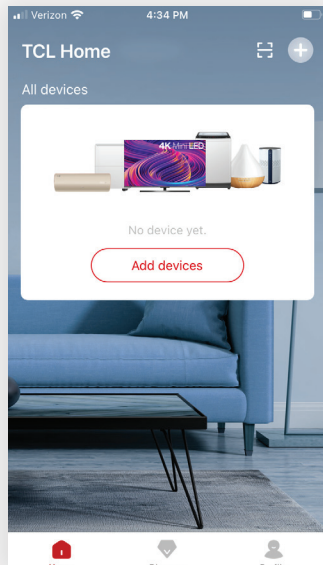 Verizon 4:34 PM
TCL Home
All devices
4K Mini LED
No device yet.
Add devices